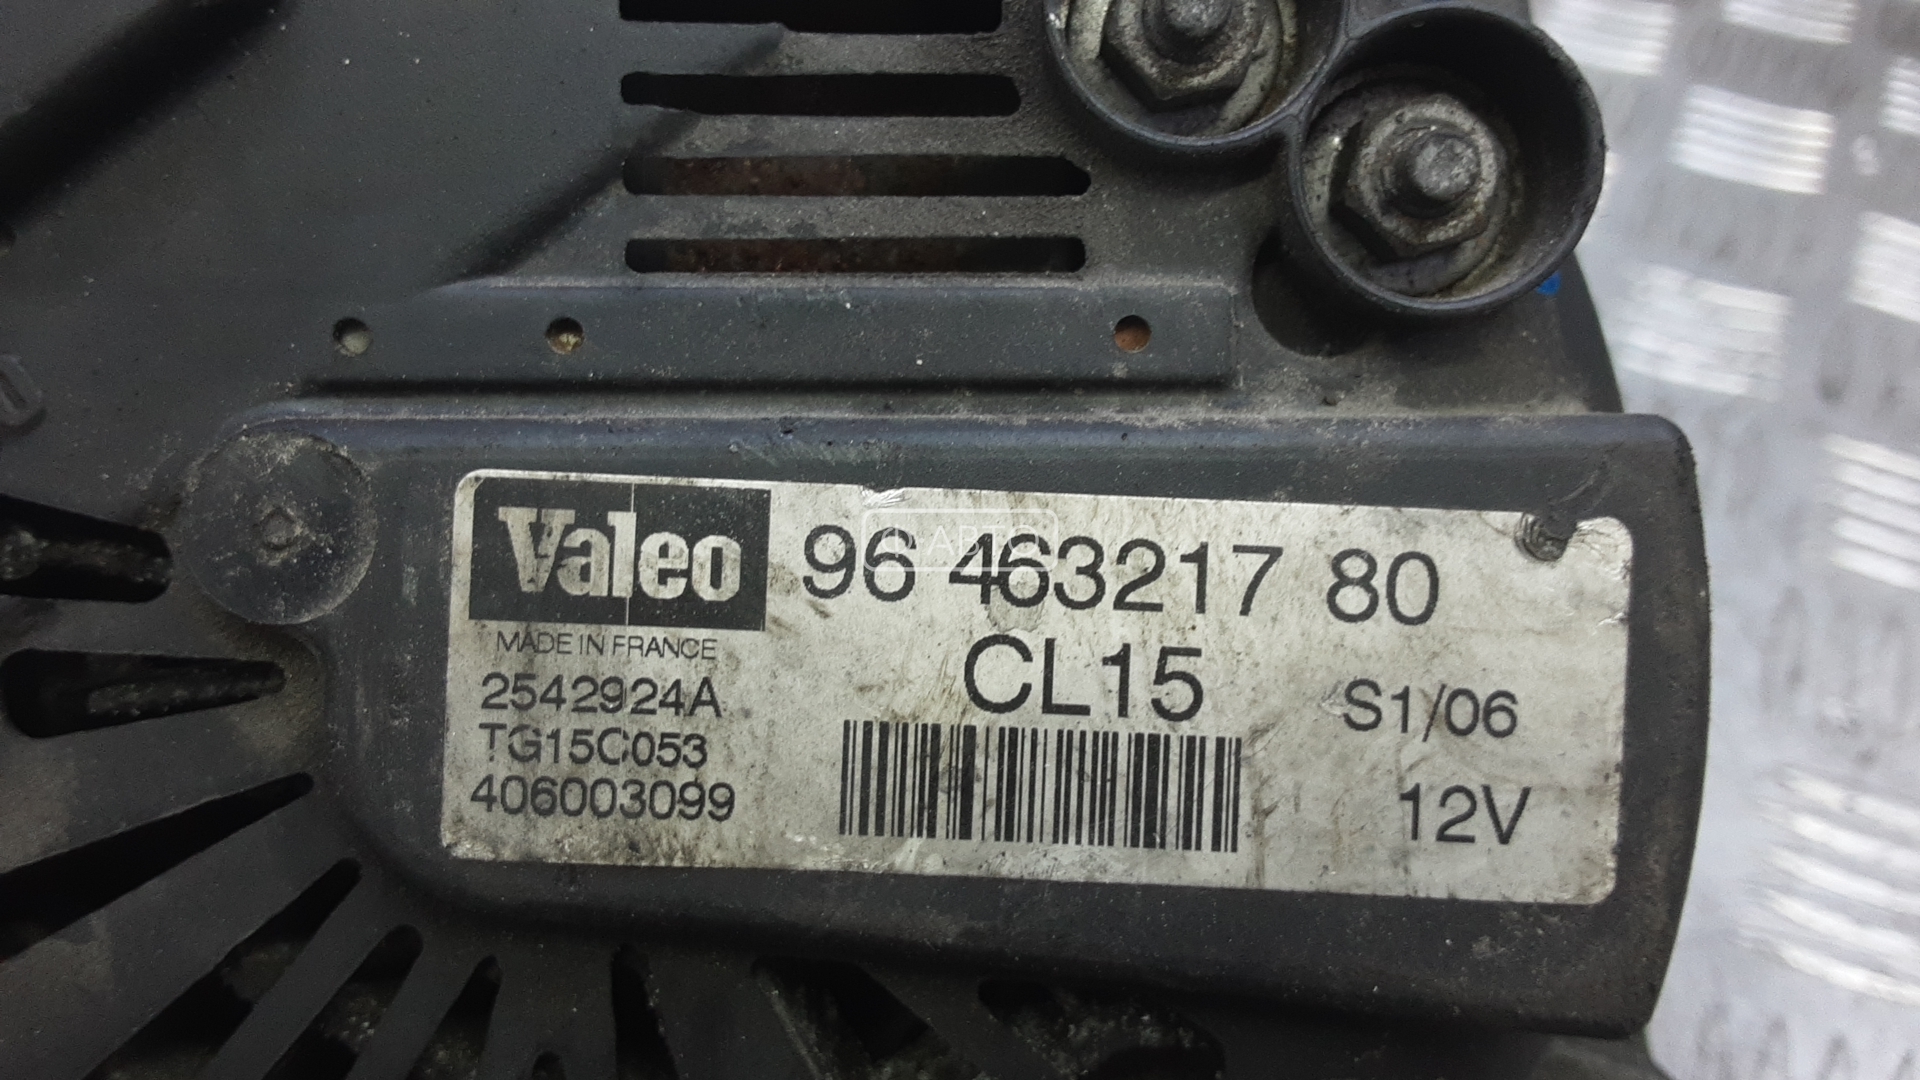 Valeo
96 463217 80
MADE IN FRANCE
CL15
2542924A
S1/06
TG15C053
406003099
12V